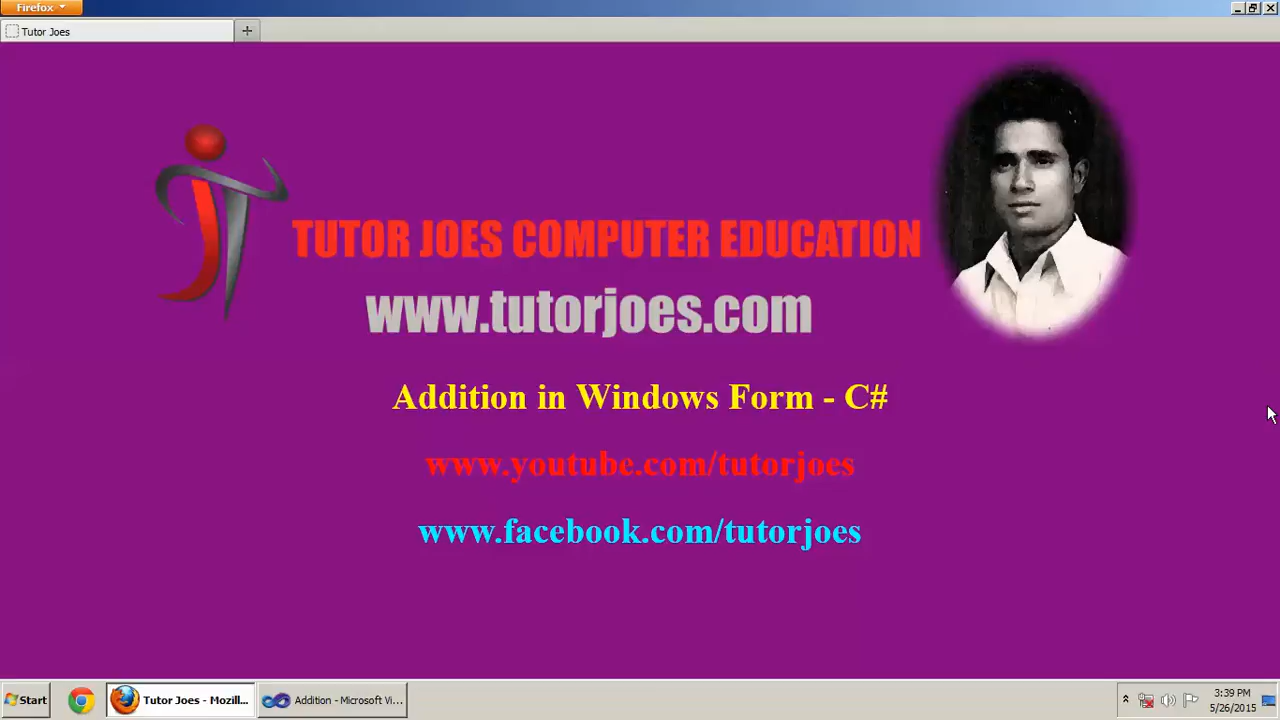 Firefox
Tutor Joes
TUTOR JOES COMPUTER EDUCATION
www.tutorjoes.com
Addition in Windows Form - C#
www.youtube.com/tutorjoes
www.facebook.com/tutorjoes
Start
Tutor Joes - Mozill...
Addition - Microsoft Vi...
3:39 PM
5/26/2015